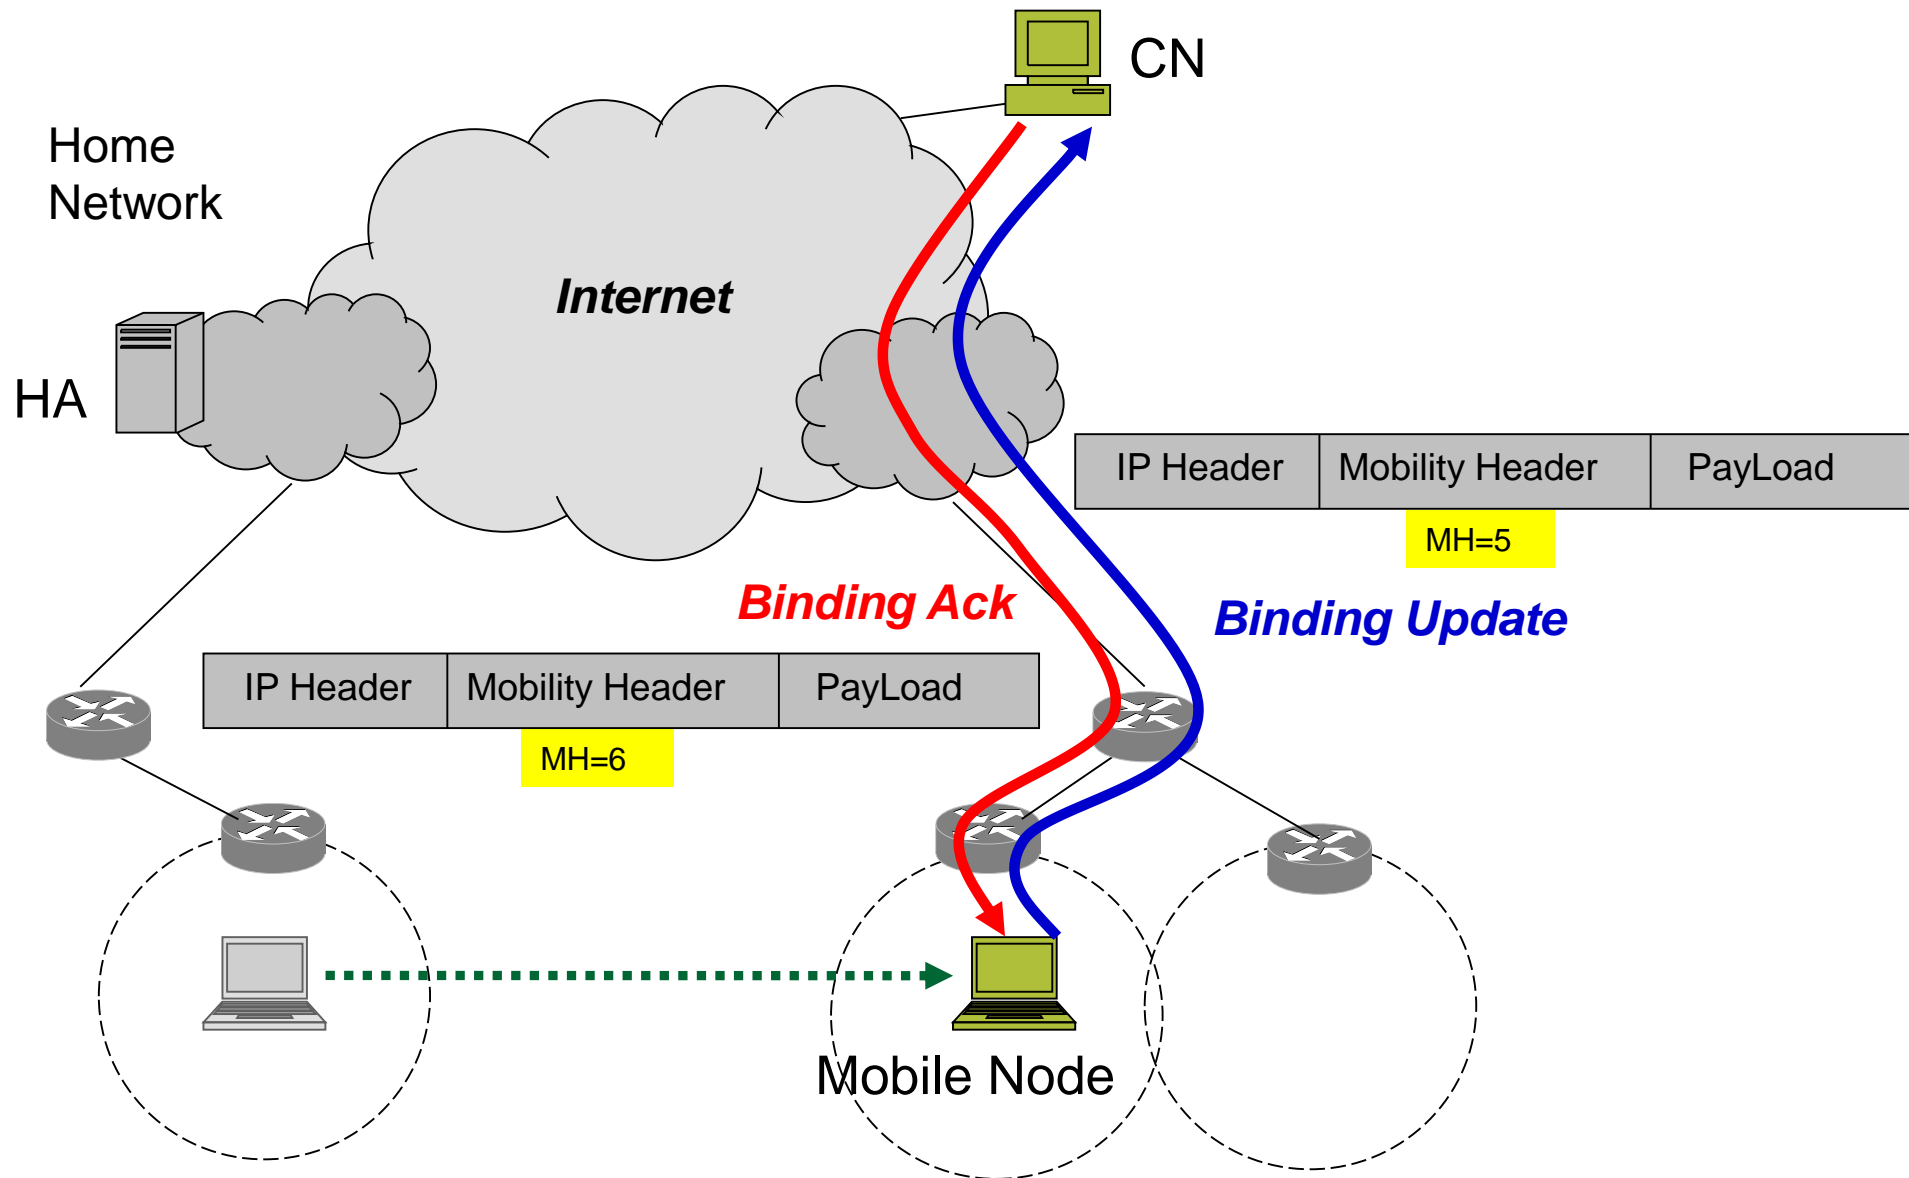 CN
Home
Network
Internet
HA
IP Header Mobility Header PayLoad
MH=5
Binding Ack
Binding Update
IP Header Mobility Header PayLoad
MH=6
Mobile Node